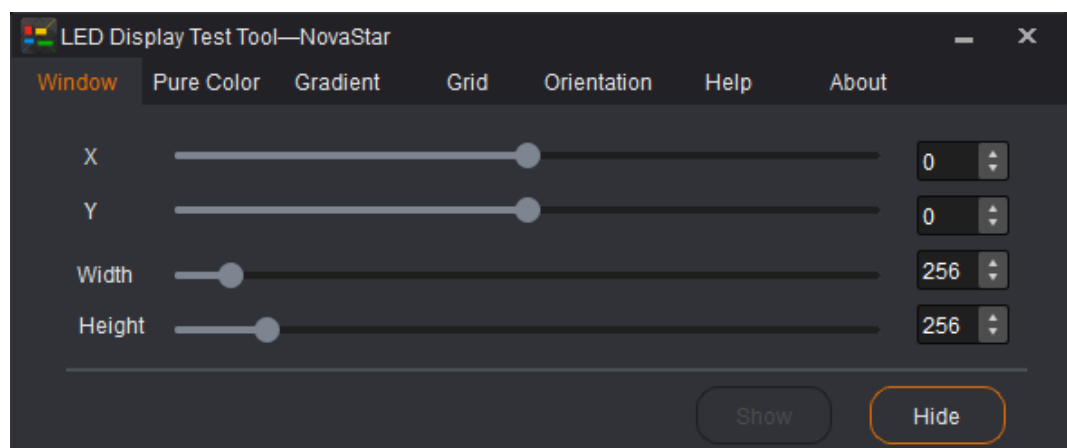 LED Display Test Tool—NovaStar
Window Pure Color Gradient Grid Orientation Help About
X 0
Y 0
Width 256
Height 256
Show Hide